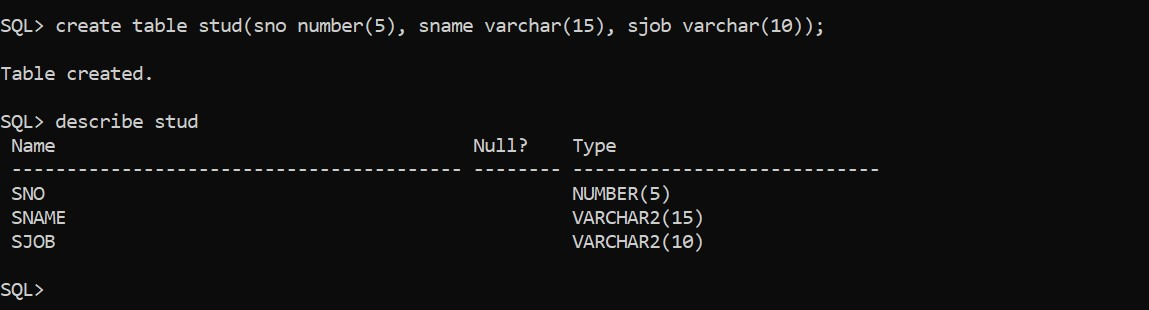 SQL> create table stud(sno number(5), sname varchar(15), sjob varchar(10));
Table created.
SQL> describe stud
Name Null? Type
----------------------------------------- -------- ----------------------------
SNO NUMBER(5)
SNAME VARCHAR2(15)
SJOB VARCHAR2(10)
SQL>